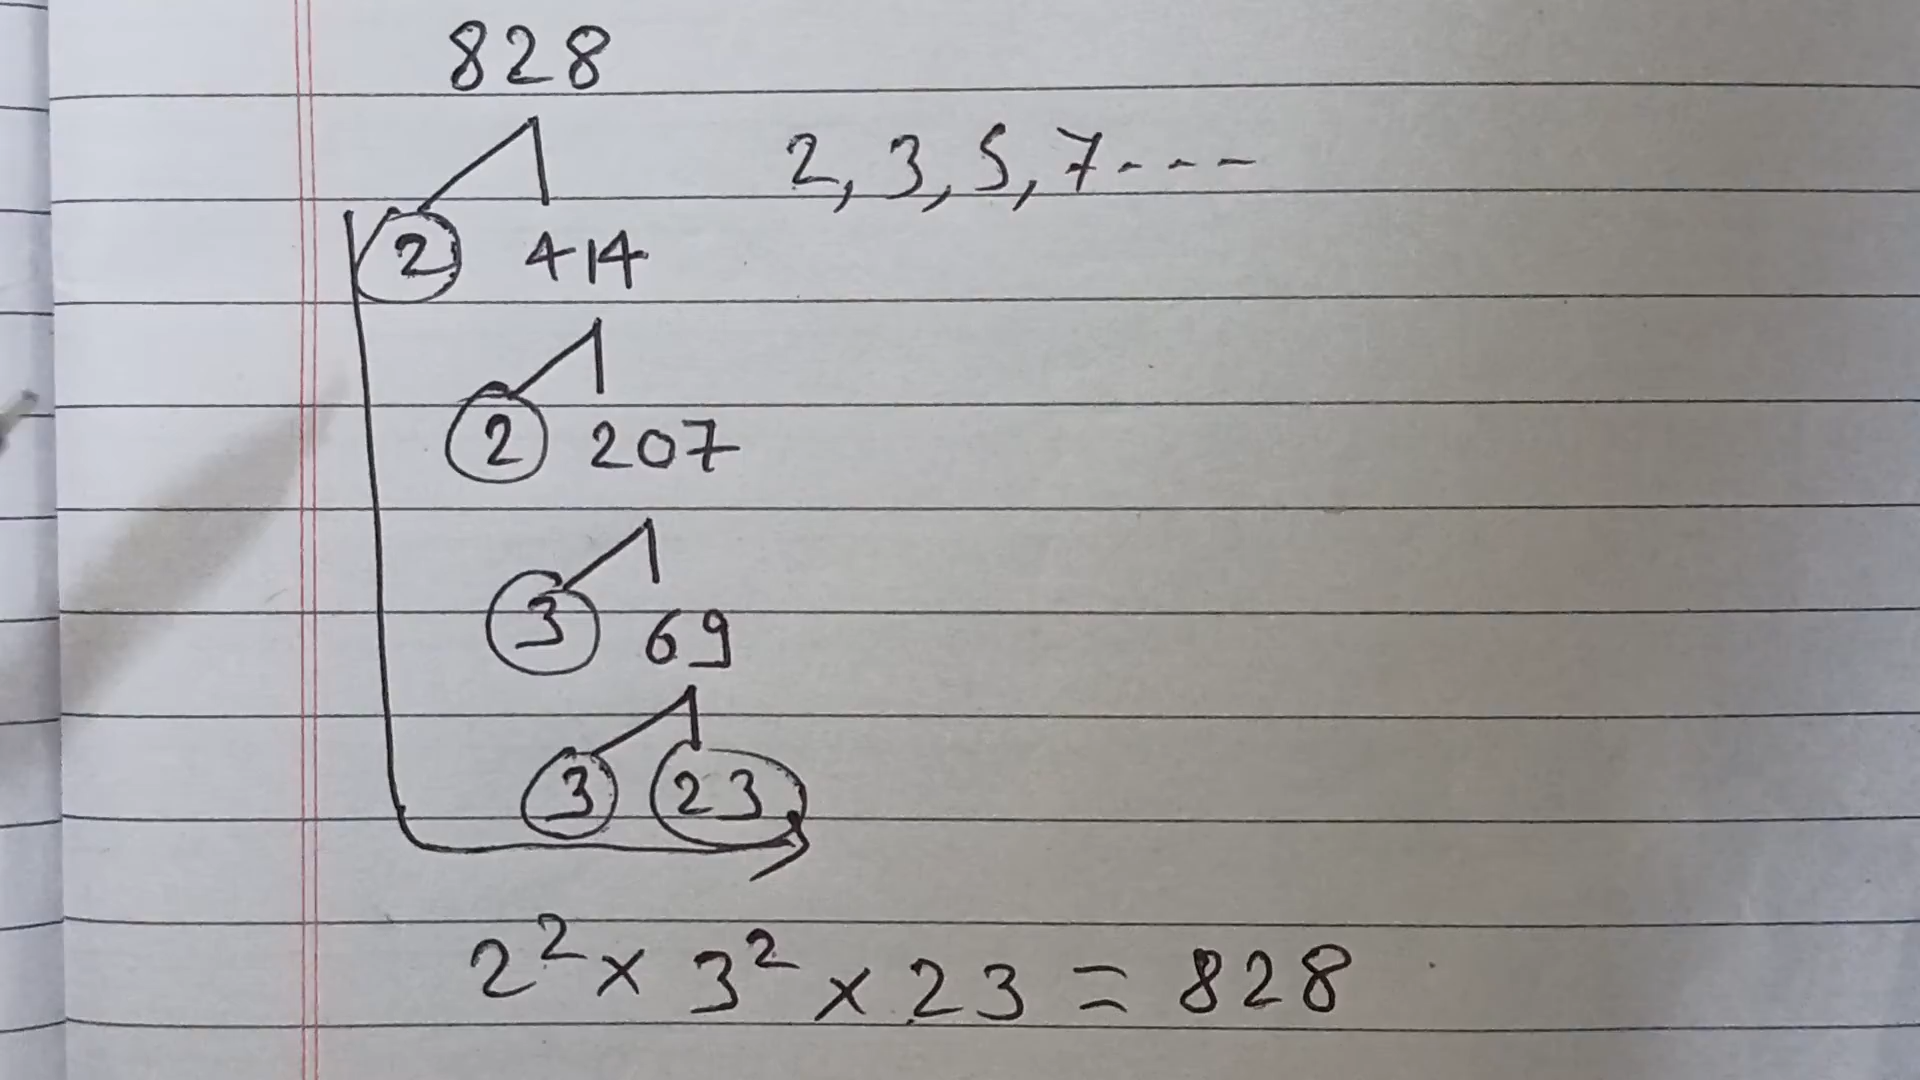 828
2, 3, 5, 7----
2 414
2 207
3 69
3 23
2² × 3² × 23 = 828